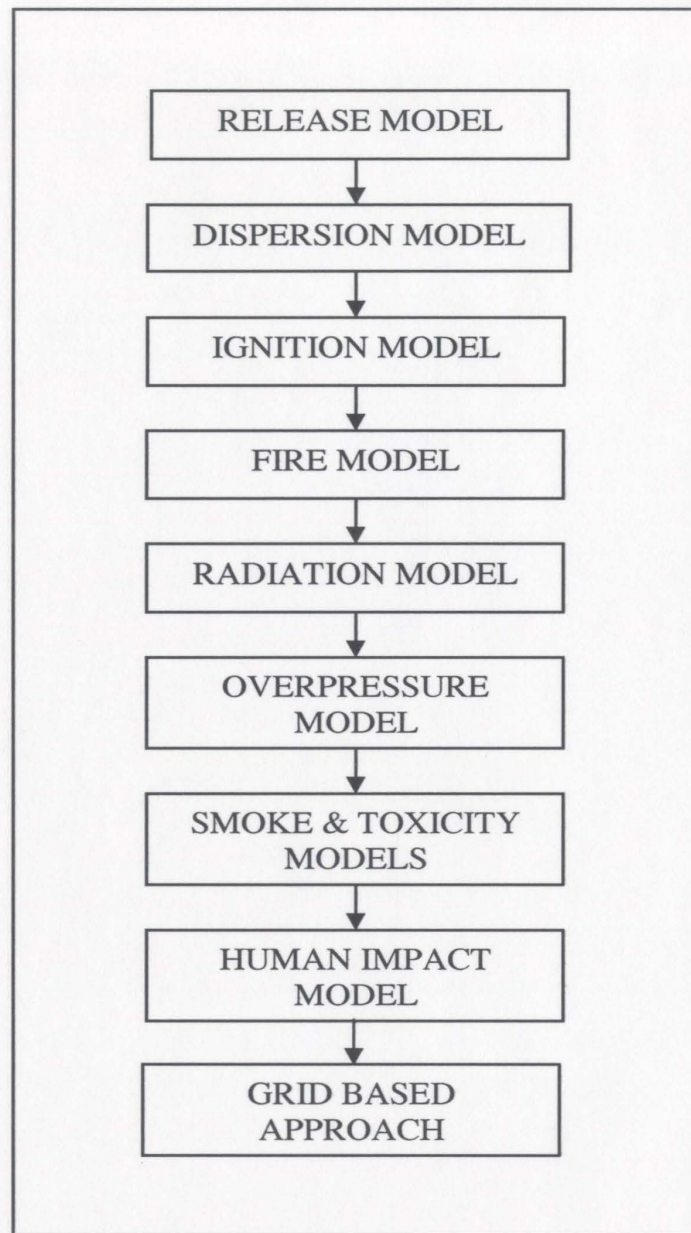 RELEASE MODEL
DISPERSION MODEL
IGNITION MODEL
FIRE MODEL
RADIATION MODEL
OVERPRESSURE
MODEL
SMOKE & TOXICITY
MODELS
HUMAN IMPACT
MODEL
GRID BASED
APPROACH